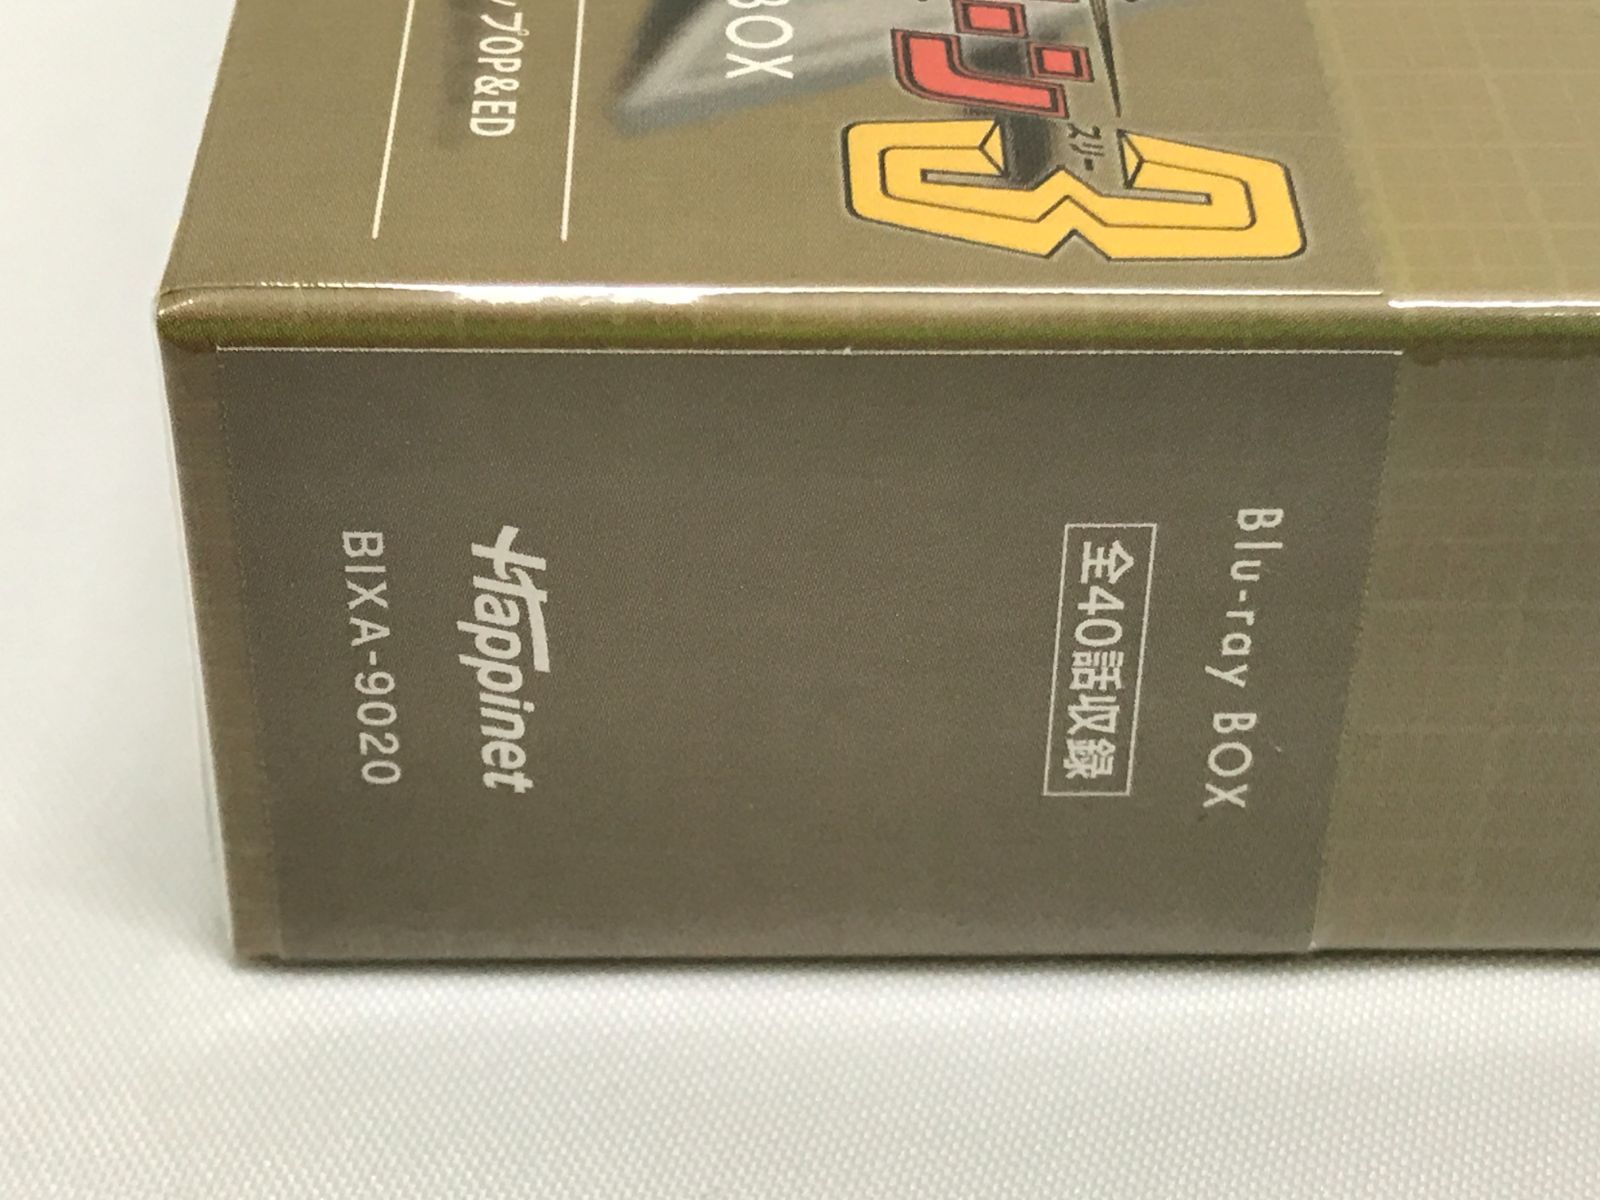 BOX
プOP&ED
3
スリー
Blu-ray BOX
全40話収録
Happinet
BIXA-9020